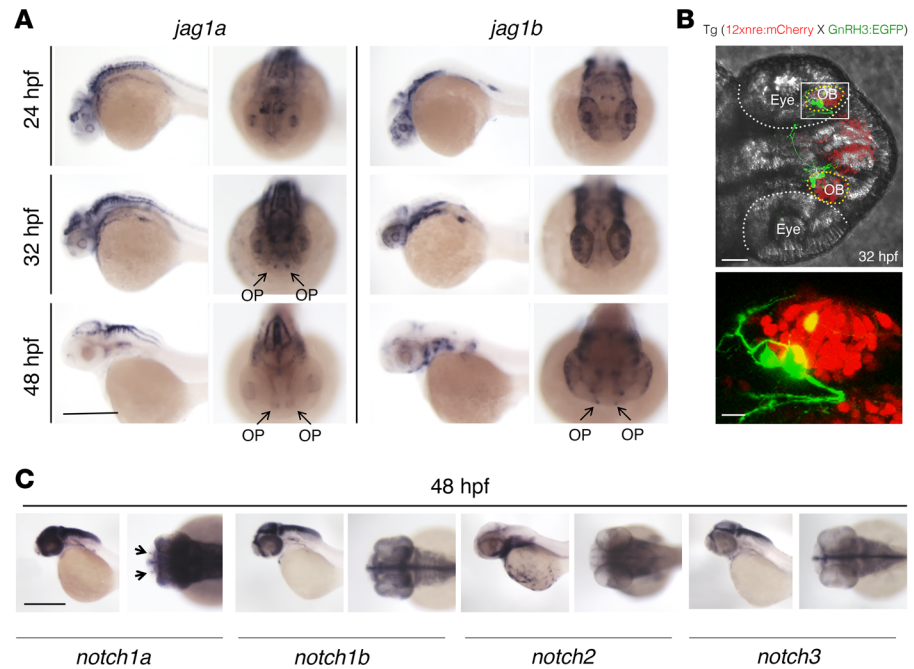 A
jag1a
jag1b
24 hpf
32 hpf
OP
OP
48 hpf
OP
OP
OP
OP
B
Tg (12xnre:mCherry X GnRH3:EGFP)
Eye
OB
OB
Eye
32 hpf
C
48 hpf
notch1a
notch1b
notch2
notch3